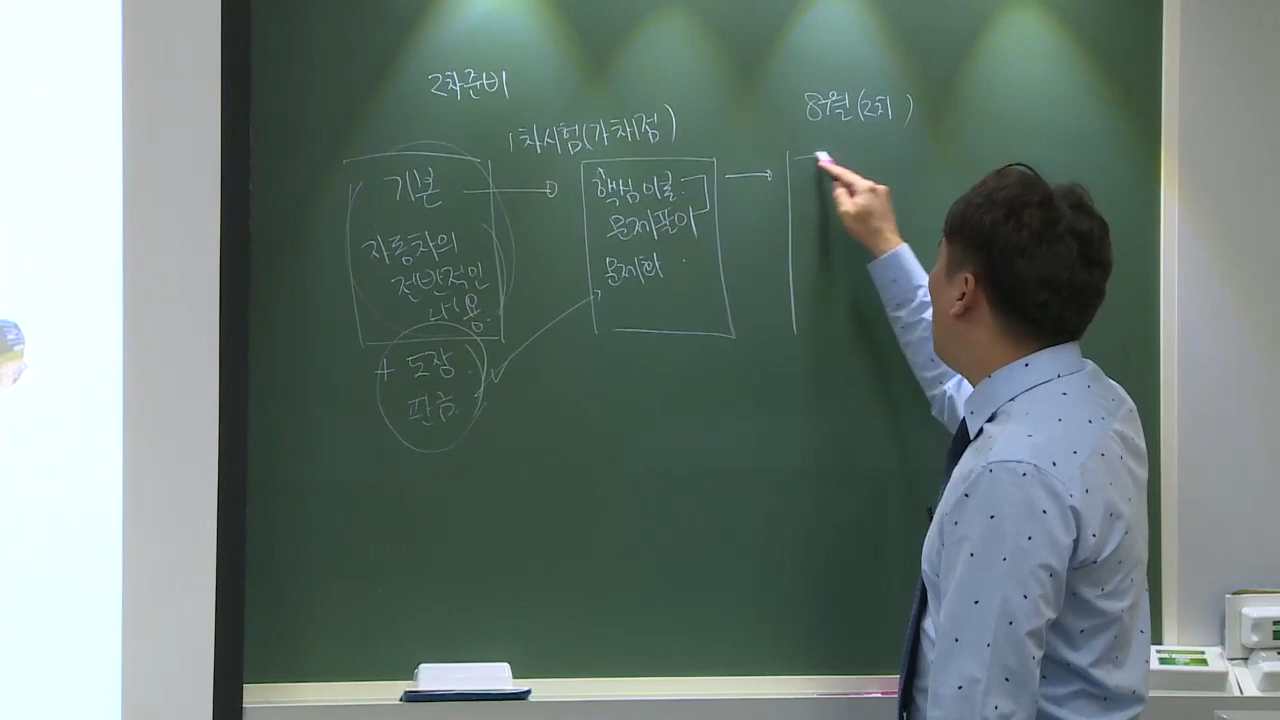 2차준비
1차시험(가채점)
8월(2차)
기본
자동차의
전반적인
내용.
+ 도장
판금
핵심이론
문제풀이
문제화